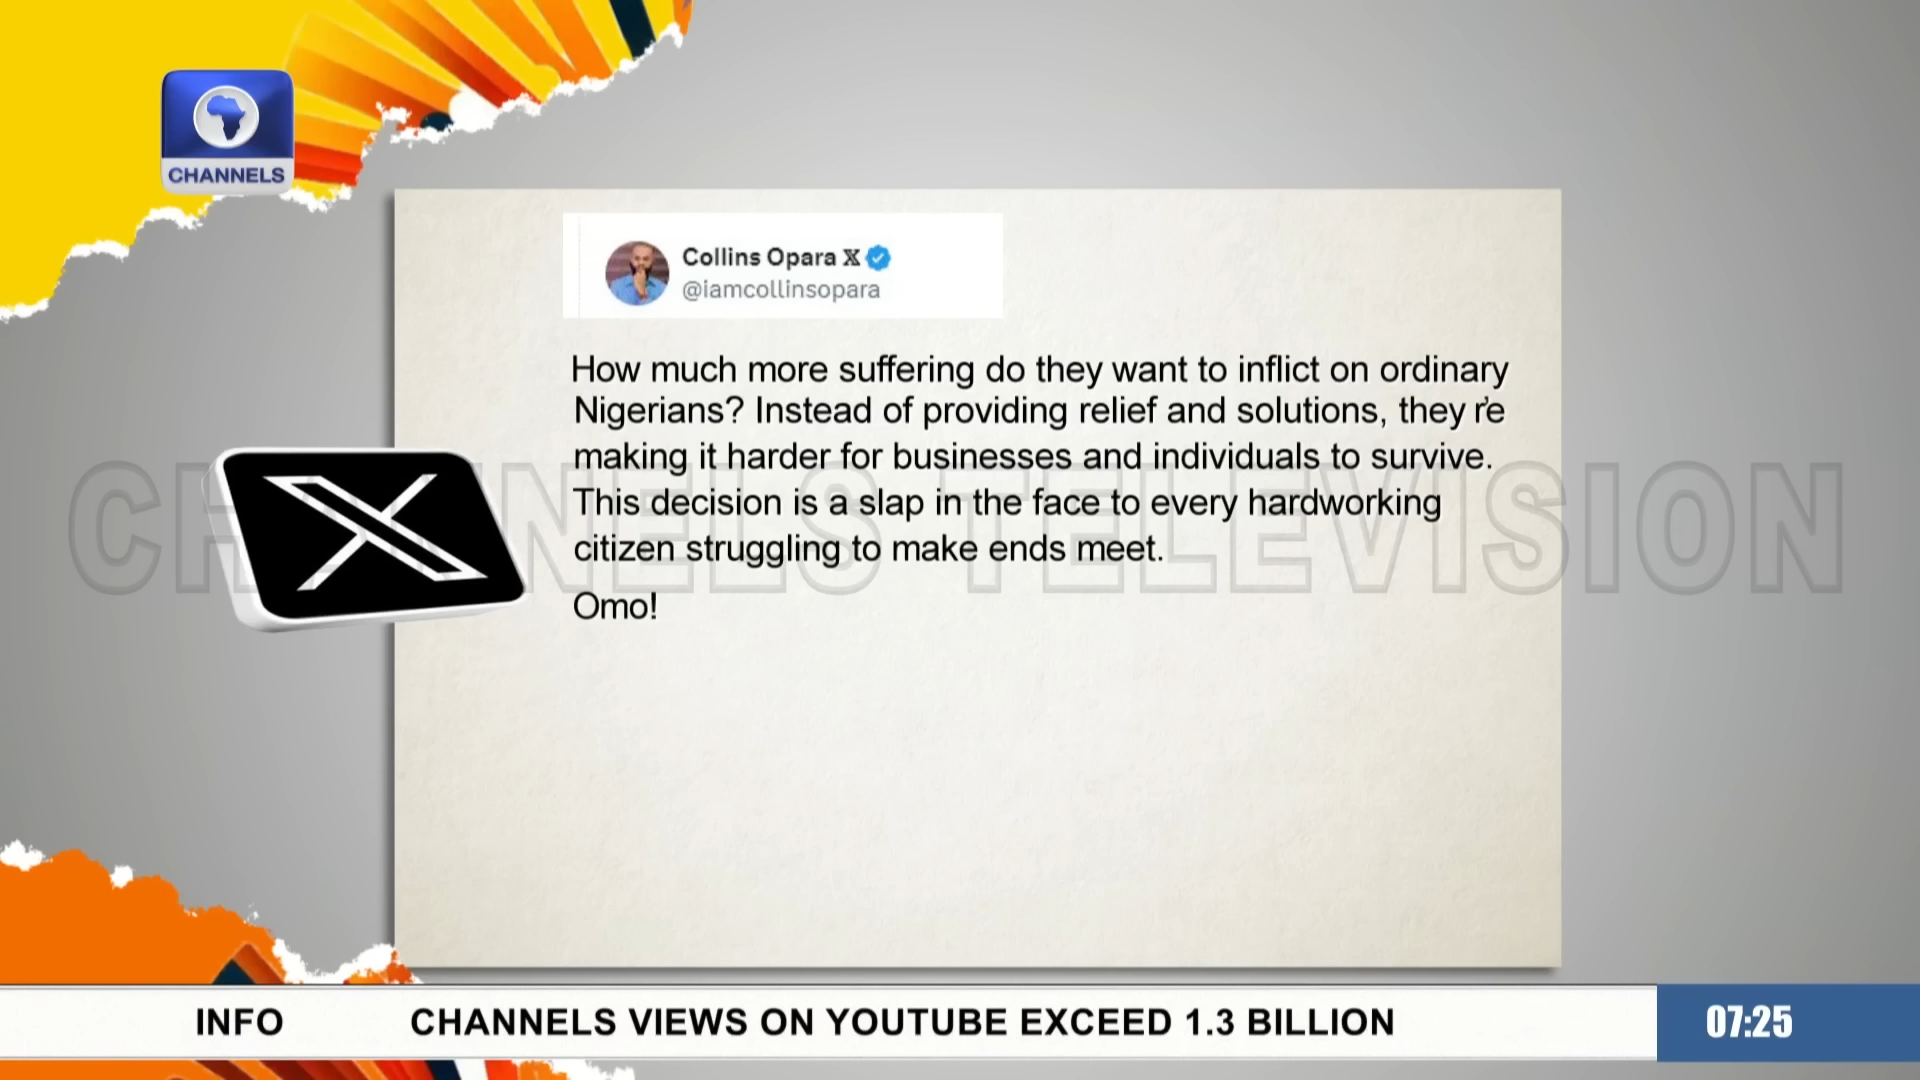 CHANNELS
Collins Opara X
@iamcollinsopara
How much more suffering do they want to inflict on ordinary
Nigerians? Instead of providing relief and solutions, they're
making it harder for businesses and individuals to survive.
This decision is a slap in the face to every hardworking
citizen struggling to make ends meet.
Omo!
CHANNELS TELEVISION
INFO CHANNELS VIEWS ON YOUTUBE EXCEED 1.3 BILLION 07:25